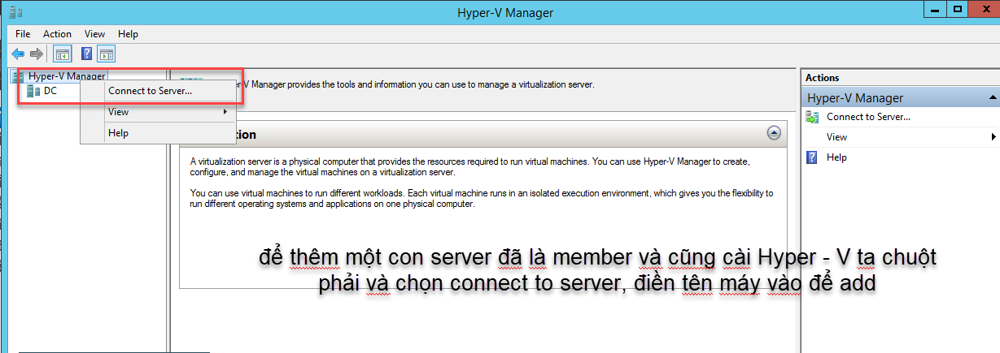 Hyper-V Manager
File Action View Help
Hyper-V Manager
DC
Connect to Server...
View
Help
-V Manager provides the tools and information you can use to manage a virtualization server.
tion
A virtualization server is a physical computer that provides the resources required to run virtual machines. You can use Hyper-V Manager to create,
configure, and manage the virtual machines on a virtualization server.
You can use virtual machines to run different workloads. Each virtual machine runs in an isolated execution environment, which gives you the flexibility to
run different operating systems and applications on one physical computer.
để thêm một con server đã là member và cũng cài Hyper - V ta chuột
phải và chọn connect to server, điền tên máy vào để add
Actions
Hyper-V Manager
Connect to Server...
View
Help